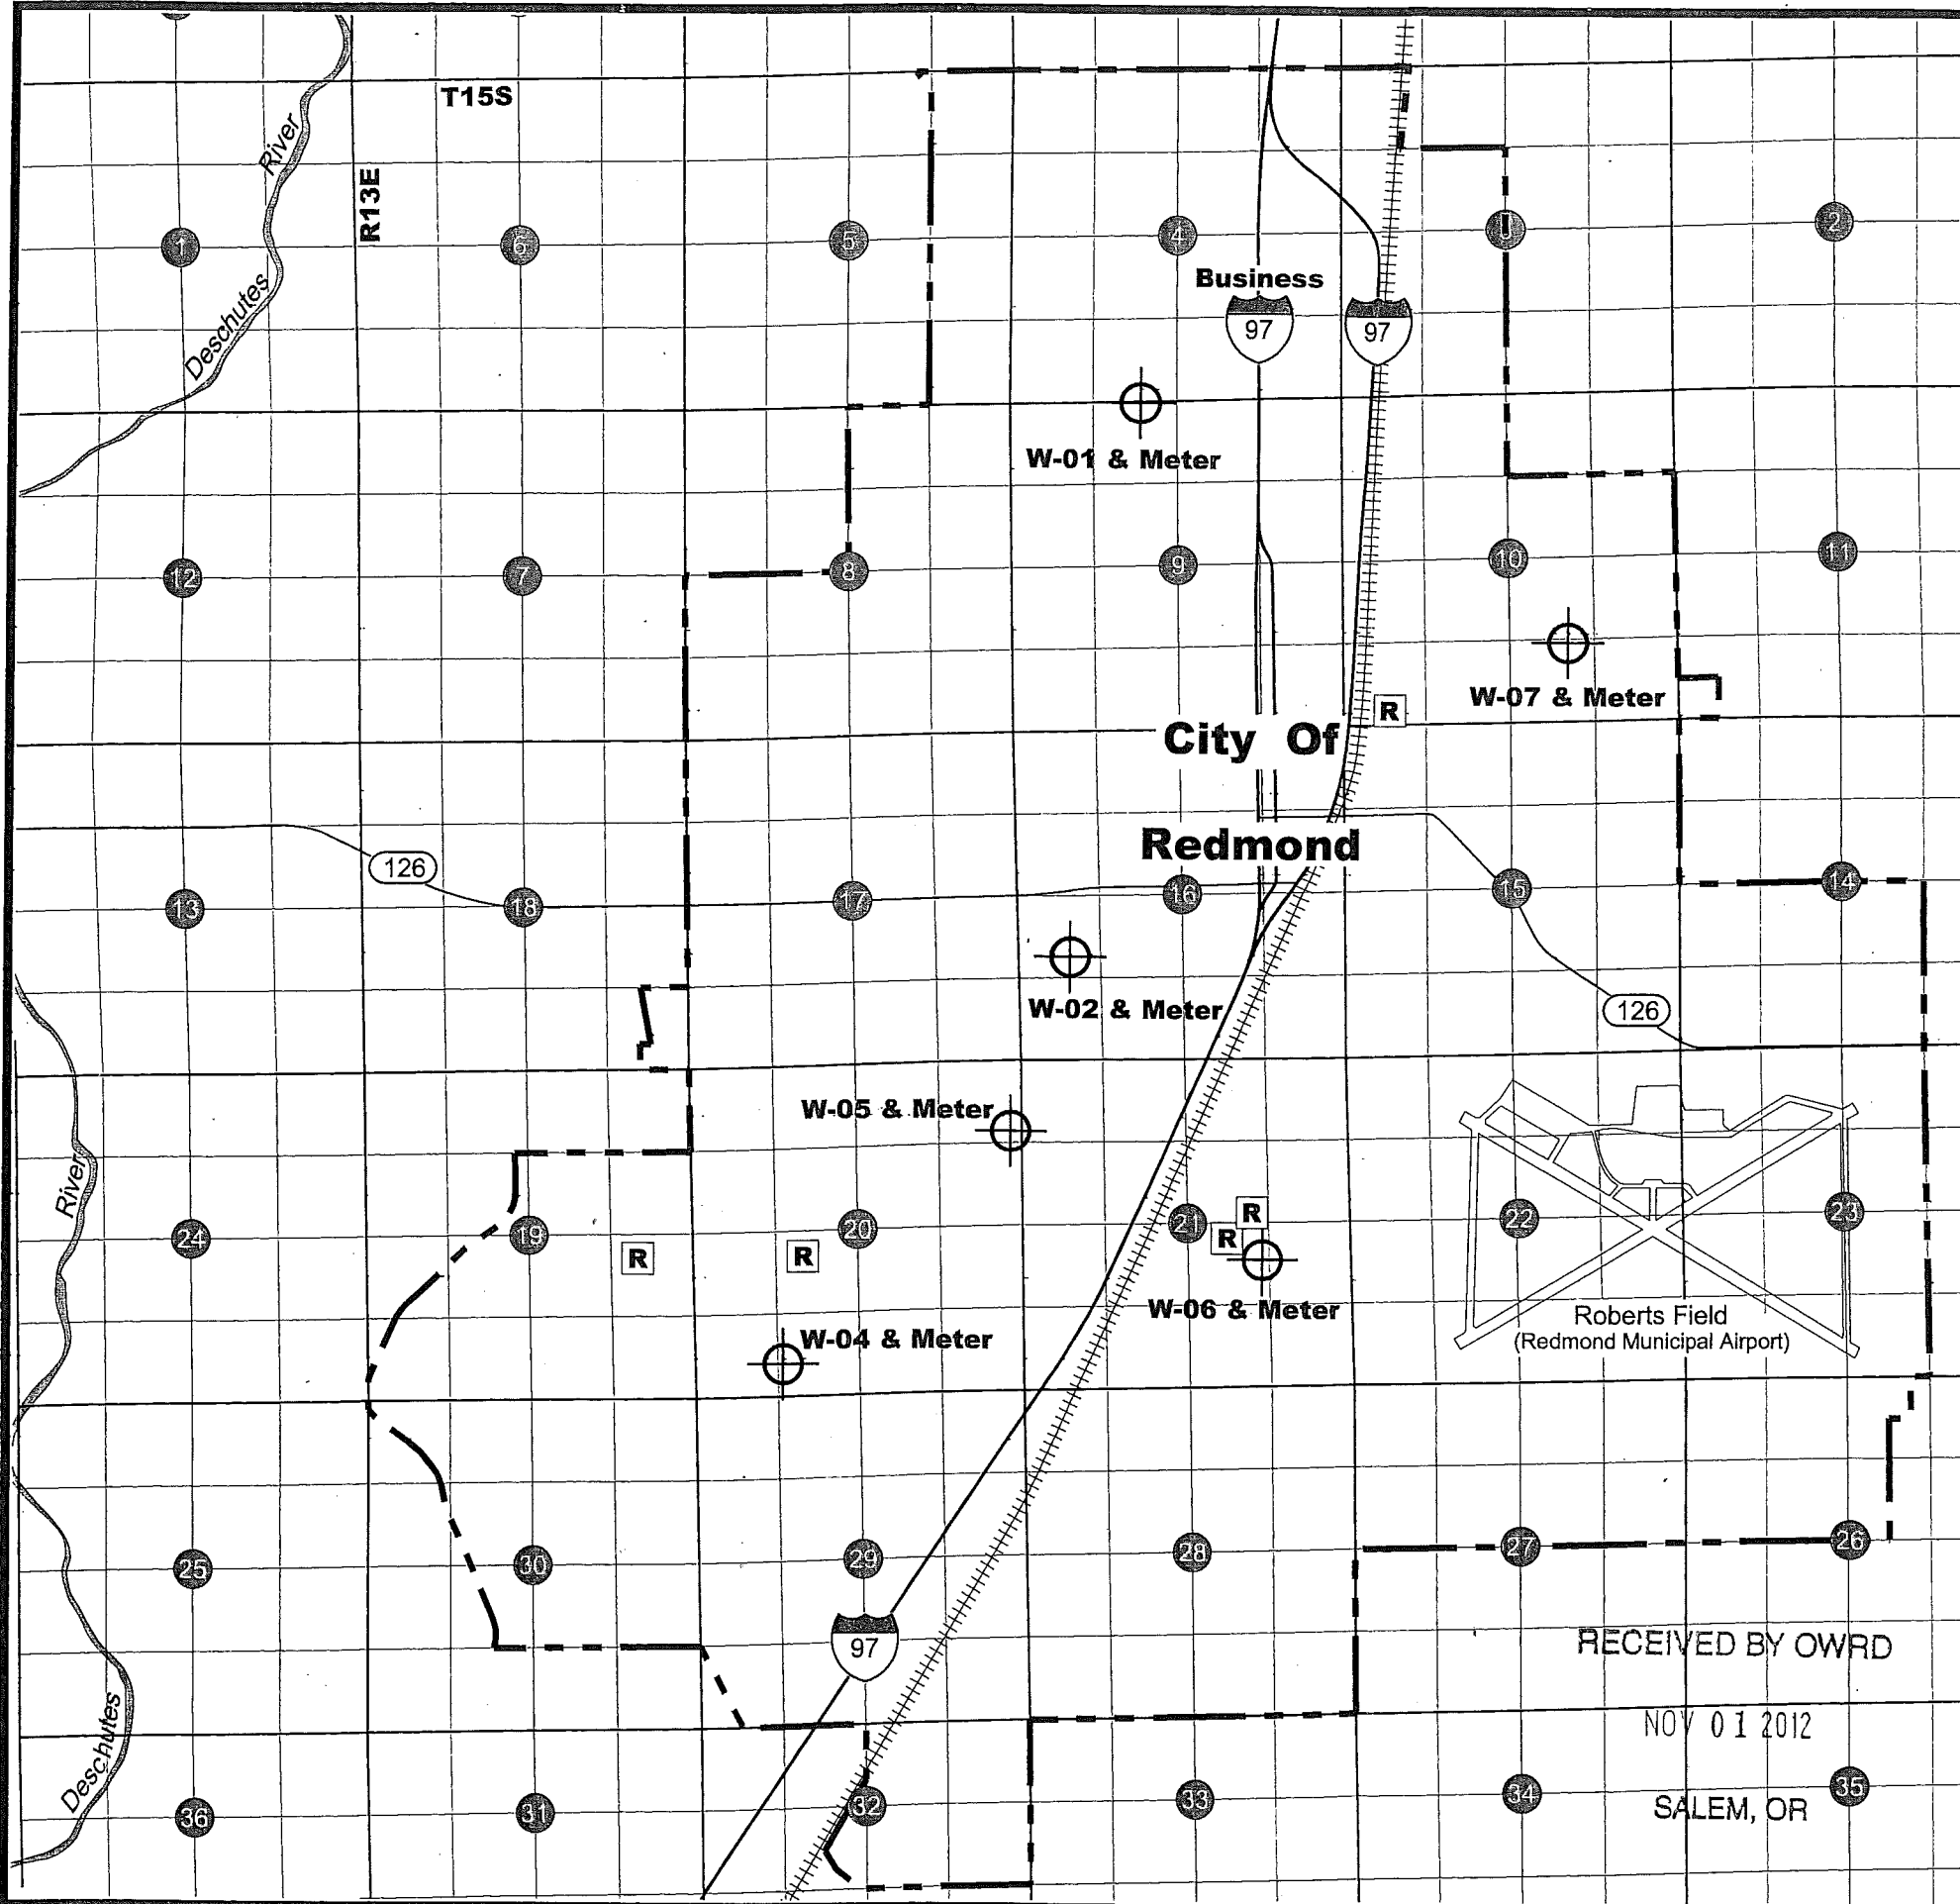 T15S
River
R13E
1
6
5
4
2
Business
Deschutes
97
97
W-01 & Meter
12
7
8
9
10
11
W-07 & Meter
R
City Of
Redmond
126
13
18
17
16
15
14
W-02 & Meter
126
W-05 & Meter
River
24
19
20
21
22
23
R
R
R
R
W-06 & Meter
Roberts Field
(Redmond Municipal Airport)
W-04 & Meter
25
30
29
28
27
26
97
RECEIVED BY OWRD
NOV 01 2012
SALEM, OR
Deschutes
36
31
32
33
34
35